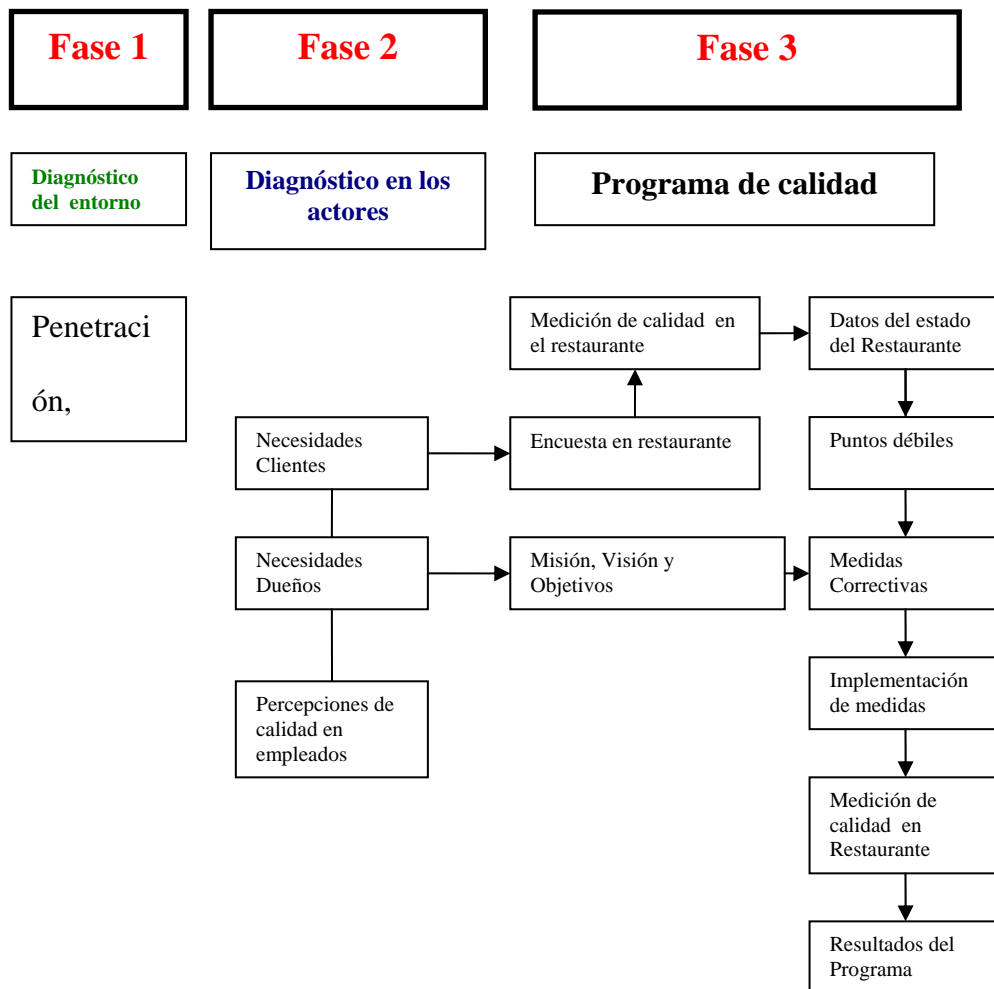 Fase 1
Fase 2
Fase 3
Diagnóstico
del entorno
Diagnóstico en los
actores
Programa de calidad
Penetraci
ón,
Medición de calidad en
el restaurante
Datos del estado
del Restaurante
Necesidades
Clientes
Encuesta en restaurante
Puntos débiles
Necesidades
Dueños
Misión, Visión y
Objetivos
Medidas
Correctivas
Percepciones de
calidad en
empleados
Implementación
de medidas
Medición de
calidad en
Restaurante
Resultados del
Programa